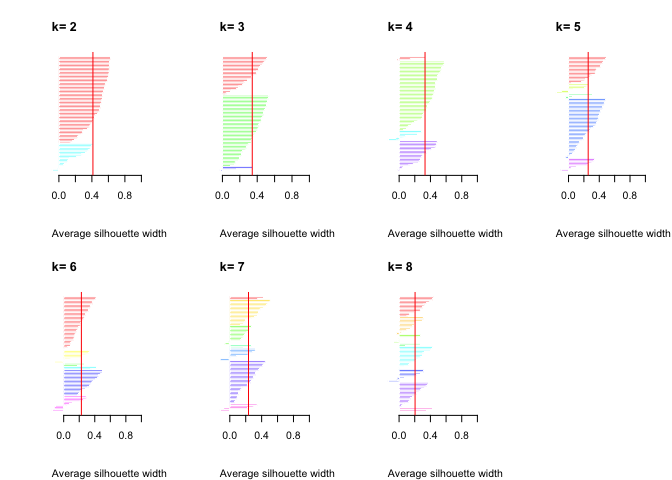 k= 2 k= 3 k= 4 k= 5
0.0 0.4 0.8 0.0 0.4 0.8 0.0 0.4 0.8 0.0 0.4 0.8
Average silhouette width Average silhouette width Average silhouette width Average silhouette width
k= 6 k= 7 k= 8
0.0 0.4 0.8 0.0 0.4 0.8 0.0 0.4 0.8
Average silhouette width Average silhouette width Average silhouette width